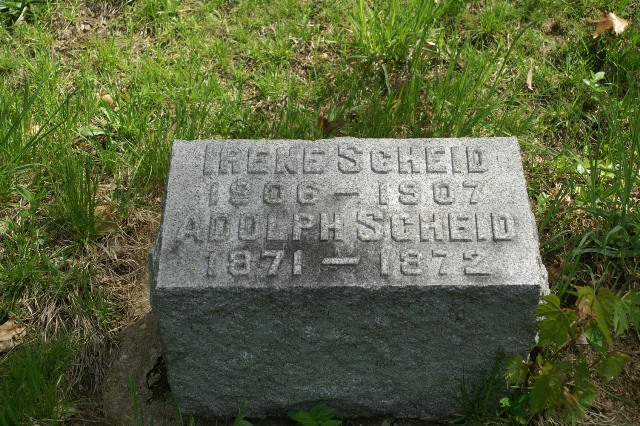 IRENE SCHEID
1906 - 1907
ADOLPH SCHEID
1871 - 1872